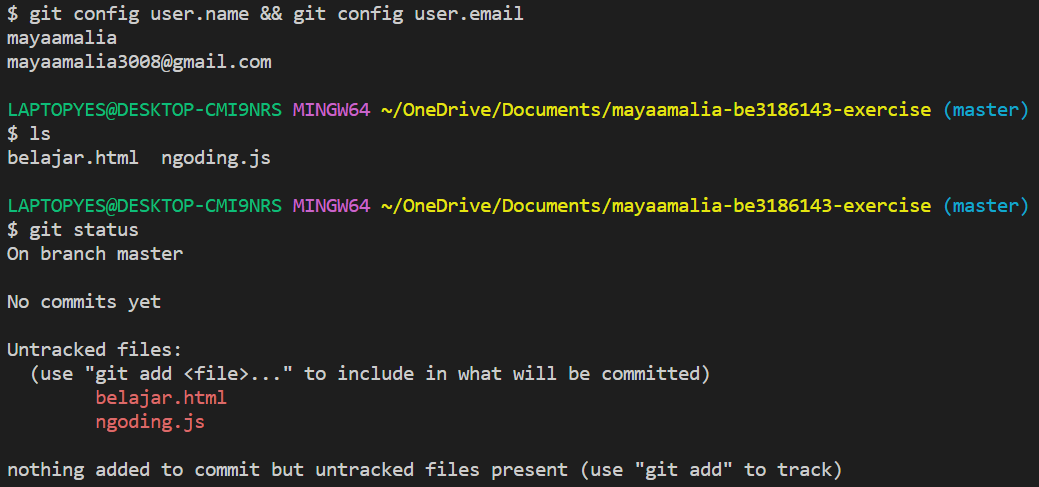 $ git config user.name && git config user.email
mayaamalia
mayaamalia3008@gmail.com
LAPTOPYES@DESKTOP-CMI9NRS MINGW64 ~/OneDrive/Documents/mayaamalia-be3186143-exercise (master)
$ ls
belajar.html  ngoding.js
LAPTOPYES@DESKTOP-CMI9NRS MINGW64 ~/OneDrive/Documents/mayaamalia-be3186143-exercise (master)
$ git status
On branch master
No commits yet
Untracked files:
  (use "git add <file>..." to include in what will be committed)
        belajar.html
        ngoding.js
nothing added to commit but untracked files present (use "git add" to track)